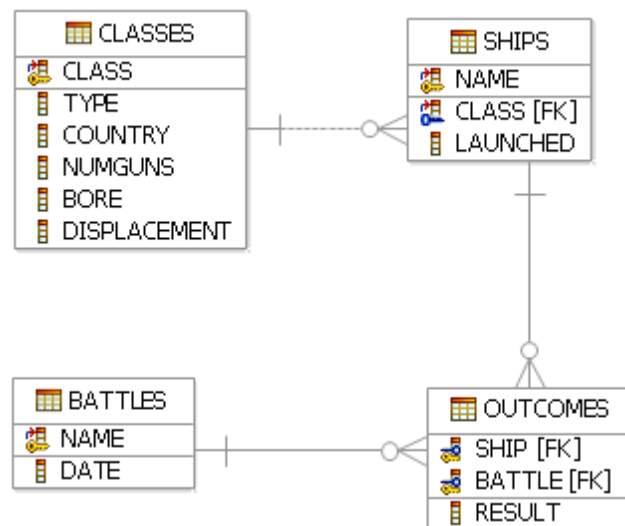 CLASSES
CLASS
TYPE
COUNTRY
NUMGUNS
BORE
DISPLACEMENT
SHIPS
NAME
CLASS [FK]
LAUNCHED
BATTLES
NAME
DATE
OUTCOMES
SHIP [FK]
BATTLE [FK]
RESULT